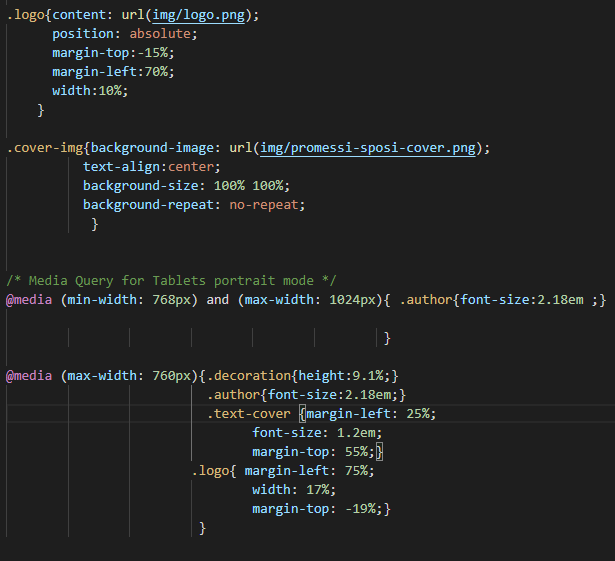 .logo{content: url(img/logo.png);
position: absolute;
margin-top:-15%;
margin-left:70%;
width:10%;
}
.cover-img{background-image: url(img/promessi-sposi-cover.png);
text-align:center;
background-size: 100% 100%;
background-repeat: no-repeat;
}
/* Media Query for Tablets portrait mode */
@media (min-width: 768px) and (max-width: 1024px){ .author{font-size:2.18em ;}
}
@media (max-width: 760px){.decoration{height:9.1%;}
.author{font-size:2.18em;}
.text-cover {margin-left: 25%;
font-size: 1.2em;
margin-top: 55%;}
.logo{ margin-left: 75%;
width: 17%;
margin-top: -19%;}
}